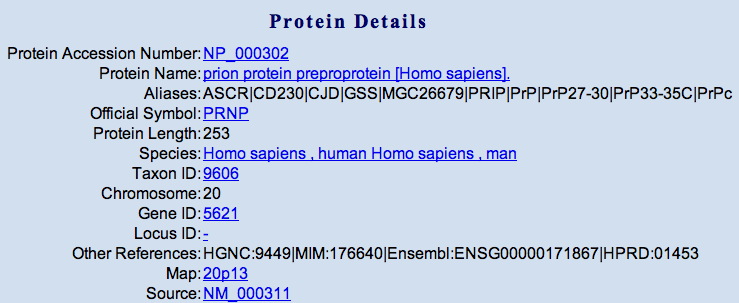 Protein Details
Protein Accession Number: NP_000302
Protein Name: prion protein preproprotein [Homo sapiens].
Aliases: ASCR|CD230|CJD|GSS|MGC26679|PRIP|PrP|PrP27-30|PrP33-35C|PrPc
Official Symbol: PRNP
Protein Length: 253
Species: Homo sapiens , human Homo sapiens , man
Taxon ID: 9606
Chromosome: 20
Gene ID: 5621
Locus ID: -
Other References: HGNC:9449|MIM:176640|Ensembl:ENSG00000171867|HPRD:01453
Map: 20p13
Source: NM_000311